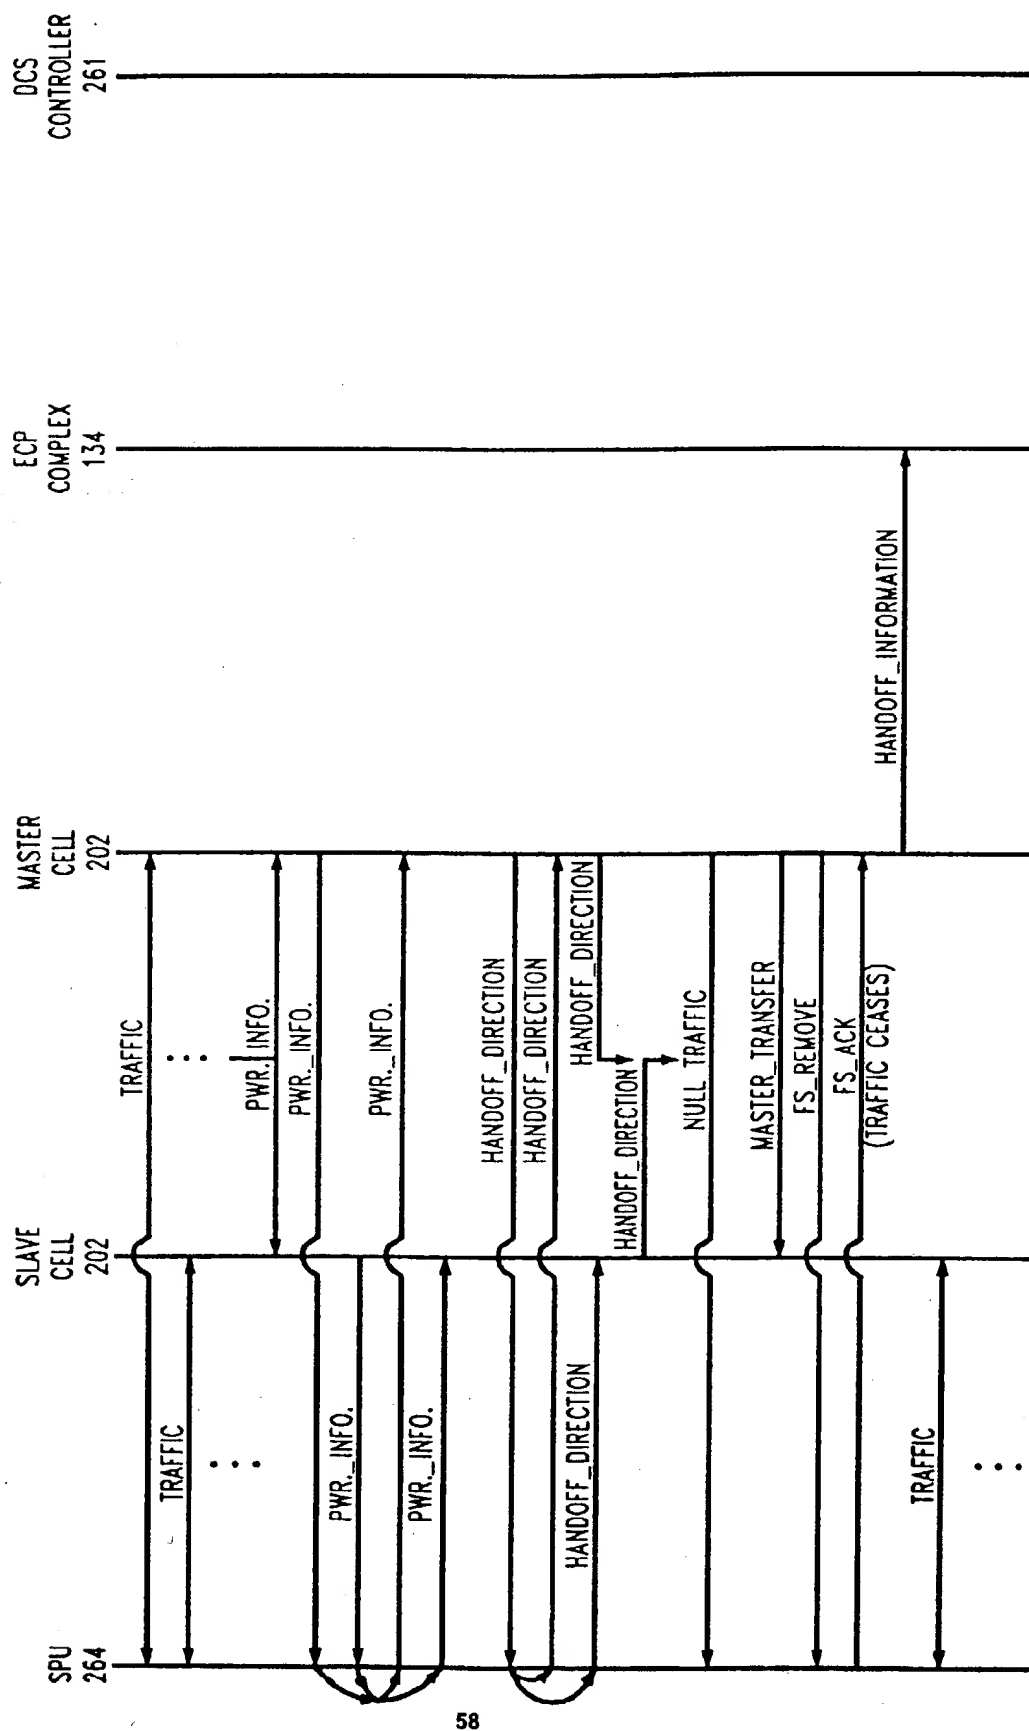 SPU
264
SLAVE
CELL
202
MASTER
CELL
202
ECP
COMPLEX
134
DCS
CONTROLLER
261
TRAFFIC
TRAFFIC
PWR._INFO.
PWR._INFO.
PWR._INFO.
PWR._INFO.
PWR._INFO.
HANDOFF_DIRECTION
HANDOFF_DIRECTION
HANDOFF_DIRECTION
HANDOFF_DIRECTION
HANDOFF_DIRECTION
NULL TRAFFIC
MASTER_TRANSFER
FS_REMOVE
FS_ACK
(TRAFFIC CEASES)
HANDOFF_INFORMATION
TRAFFIC
58